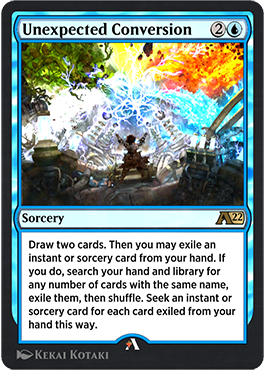 Unexpected Conversion 2
Sorcery A22
Draw two cards. Then you may exile an
instant or sorcery card from your hand. If
you do, search your hand and library for
any number of cards with the same name,
exile them, then shuffle. Seek an instant or
sorcery card for each card exiled from your
hand this way.
Kekai Kotaki